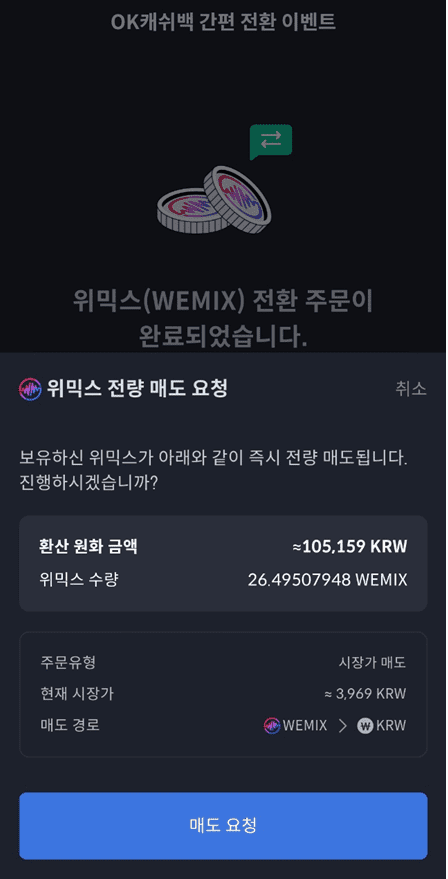 OK캐쉬백 간편 전환 이벤트
위믹스(WEMIX) 전환 주문이
완료되었습니다.
위믹스 전량 매도 요청 취소
보유하신 위믹스가 아래와 같이 즉시 전량 매도됩니다.
진행하시겠습니까?
환산 원화 금액 ≈105,159 KRW
위믹스 수량 26.49507948 WEMIX
주문유형 시장가 매도
현재 시장가 ≈ 3,969 KRW
매도 경로 WEMIX > KRW
매도 요청